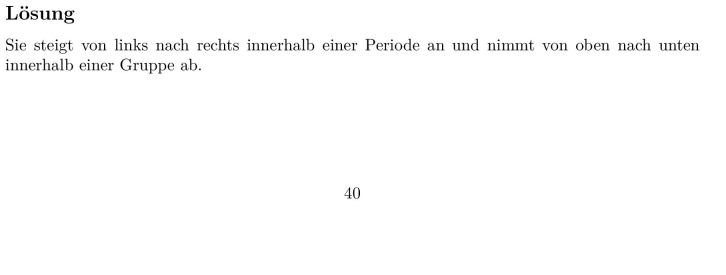 Lösung
Sie steigt von links nach rechts innerhalb einer Periode an und nimmt von oben nach unten
innerhalb einer Gruppe ab.
40